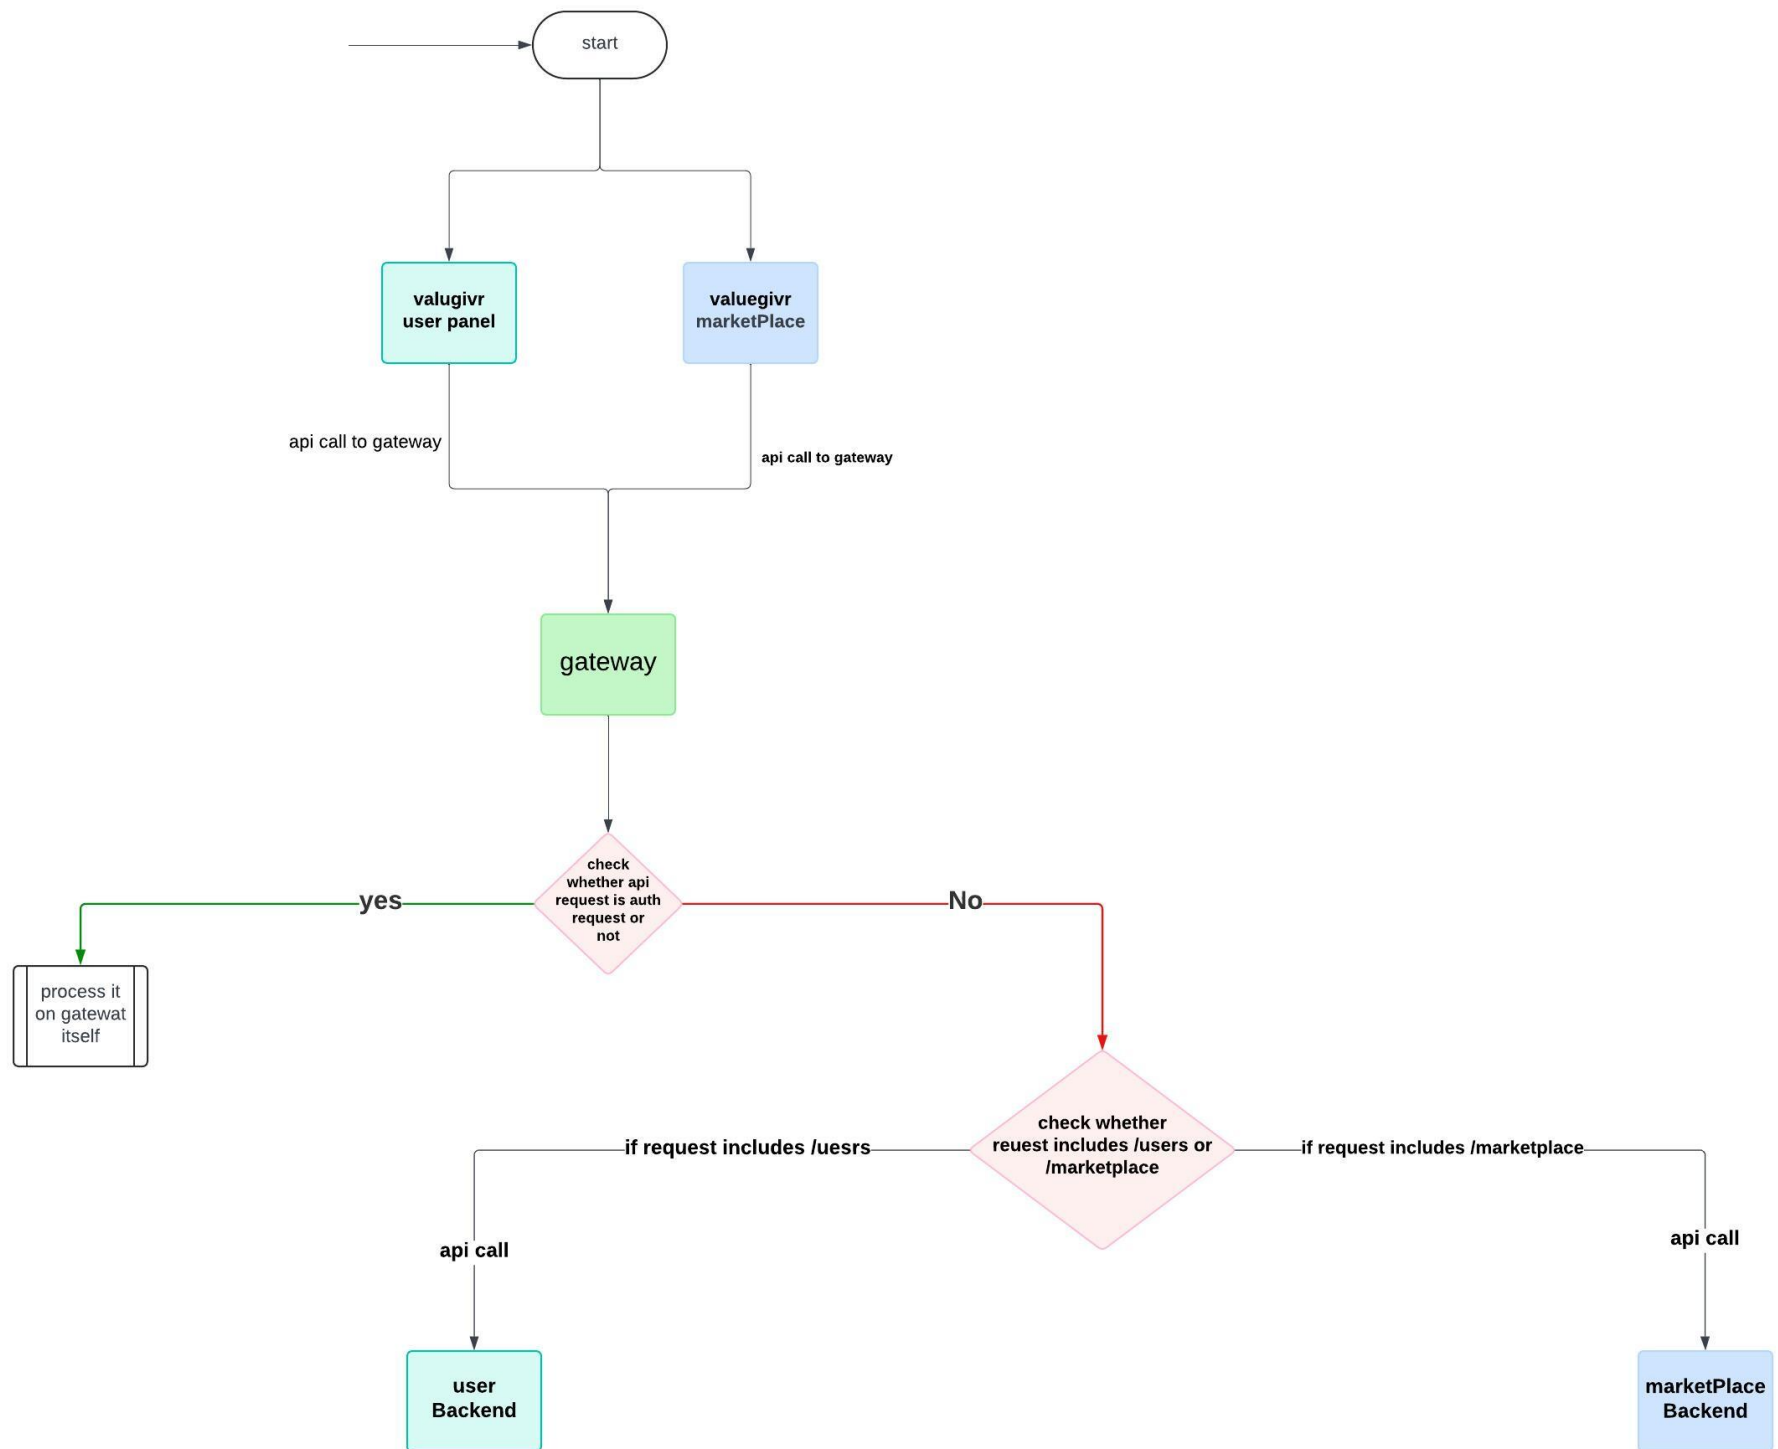 start
valugivr
user panel
valuegivr
marketPlace
api call to gateway
api call to gateway
gateway
check
whether api
request is auth
request or
not
yes
No
process it
on gatewat
itself
check whether
reuest includes /users or
/marketplace
if request includes /uesrs
if request includes /marketplace
api call
api call
user
Backend
marketPlace
Backend